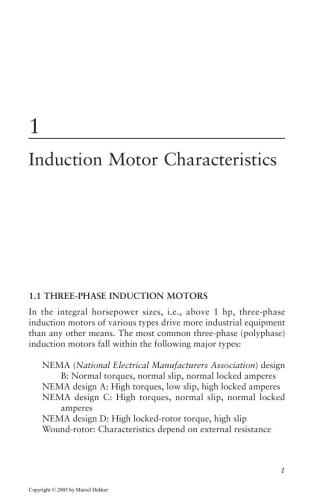 1
Induction Motor Characteristics
1.1 THREE-PHASE INDUCTION MOTORS
In the integral horsepower sizes, i.e., above 1 hp, three-phase
induction motors of various types drive more industrial equipment
than any other means. The most common three-phase (polyphase)
induction motors fall within the following major types:
NEMA (National Electrical Manufacturers Association) design
B: Normal torques, normal slip, normal locked amperes
NEMA design A: High torques, low slip, high locked amperes
NEMA design C: High torques, normal slip, normal locked
amperes
NEMA design D: High locked-rotor torque, high slip
Wound-rotor: Characteristics depend on external resistance
1
Copyright © 2005 by Marcel Dekker